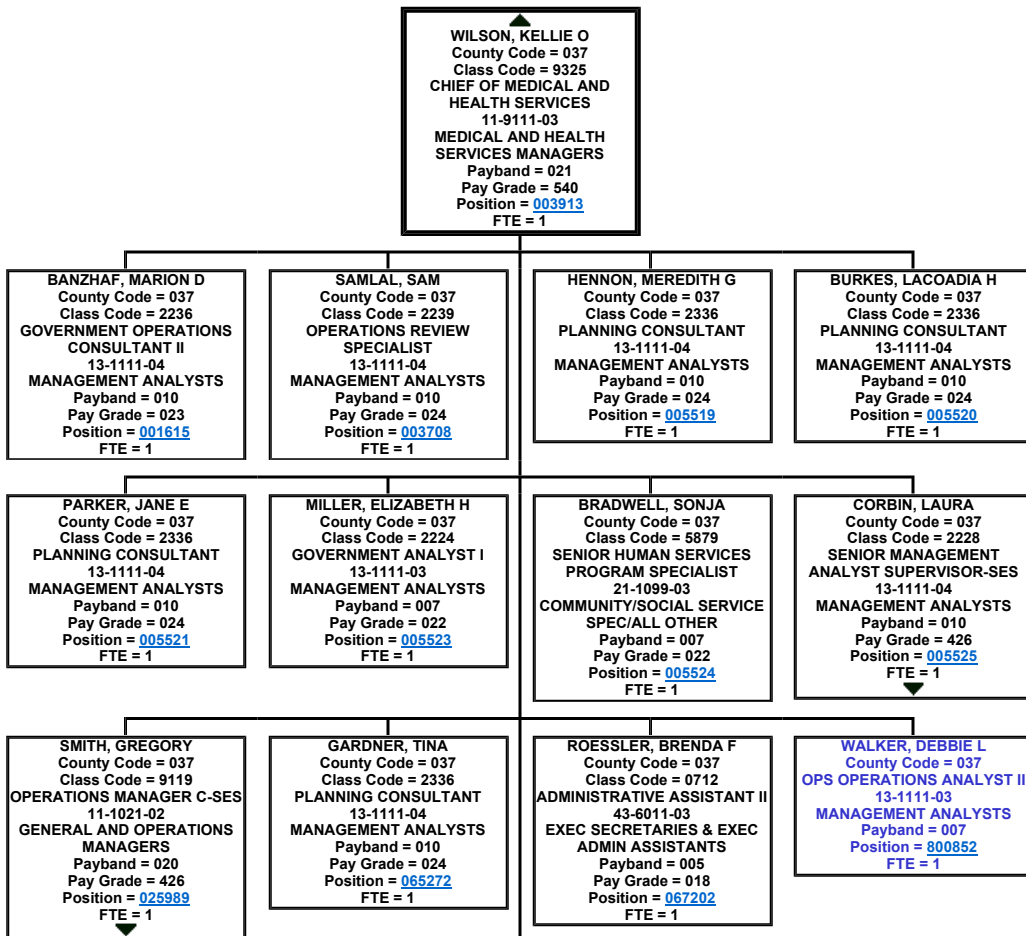 WILSON, KELLIE O
County Code = 037
Class Code = 9325
CHIEF OF MEDICAL AND
HEALTH SERVICES
11-9111-03
MEDICAL AND HEALTH
SERVICES MANAGERS
Payband = 021
Pay Grade = 540
Position = 003913
FTE = 1
BANZHAF, MARION D
County Code = 037
Class Code = 2236
GOVERNMENT OPERATIONS
CONSULTANT II
13-1111-04
MANAGEMENT ANALYSTS
Payband = 010
Pay Grade = 023
Position = 001615
FTE = 1
SAMLAL, SAM
County Code = 037
Class Code = 2239
OPERATIONS REVIEW
SPECIALIST
13-1111-04
MANAGEMENT ANALYSTS
Payband = 010
Pay Grade = 024
Position = 003708
FTE = 1
HENNON, MEREDITH G
County Code = 037
Class Code = 2336
PLANNING CONSULTANT
13-1111-04
MANAGEMENT ANALYSTS
Payband = 010
Pay Grade = 024
Position = 005519
FTE = 1
BURKES, LACOADIA H
County Code = 037
Class Code = 2336
PLANNING CONSULTANT
13-1111-04
MANAGEMENT ANALYSTS
Payband = 010
Pay Grade = 024
Position = 005520
FTE = 1
PARKER, JANE E
County Code = 037
Class Code = 2336
PLANNING CONSULTANT
13-1111-04
MANAGEMENT ANALYSTS
Payband = 010
Pay Grade = 024
Position = 005521
FTE = 1
MILLER, ELIZABETH H
County Code = 037
Class Code = 2224
GOVERNMENT ANALYST I
13-1111-03
MANAGEMENT ANALYSTS
Payband = 007
Pay Grade = 022
Position = 005523
FTE = 1
BRADWELL, SONJA
County Code = 037
Class Code = 5879
SENIOR HUMAN SERVICES
PROGRAM SPECIALIST
21-1099-03
COMMUNITY/SOCIAL SERVICE
SPEC/ALL OTHER
Payband = 007
Pay Grade = 022
Position = 005524
FTE = 1
CORBIN, LAURA
County Code = 037
Class Code = 2228
SENIOR MANAGEMENT
ANALYST SUPERVISOR-SES
13-1111-04
MANAGEMENT ANALYSTS
Payband = 010
Pay Grade = 426
Position = 005525
FTE = 1
SMITH, GREGORY
County Code = 037
Class Code = 9119
OPERATIONS MANAGER C-SES
11-1021-02
GENERAL AND OPERATIONS
MANAGERS
Payband = 020
Pay Grade = 426
Position = 025989
FTE = 1
GARDNER, TINA
County Code = 037
Class Code = 2336
PLANNING CONSULTANT
13-1111-04
MANAGEMENT ANALYSTS
Payband = 010
Pay Grade = 024
Position = 065272
FTE = 1
ROESSLER, BRENDA F
County Code = 037
Class Code = 0712
ADMINISTRATIVE ASSISTANT II
43-6011-03
EXEC SECRETARIES & EXEC
ADMIN ASSISTANTS
Payband = 005
Pay Grade = 018
Position = 067202
FTE = 1
WALKER, DEBBIE L
County Code = 037
OPS OPERATIONS ANALYST II
13-1111-03
MANAGEMENT ANALYSTS
Payband = 007
Position = 800852
FTE = 1